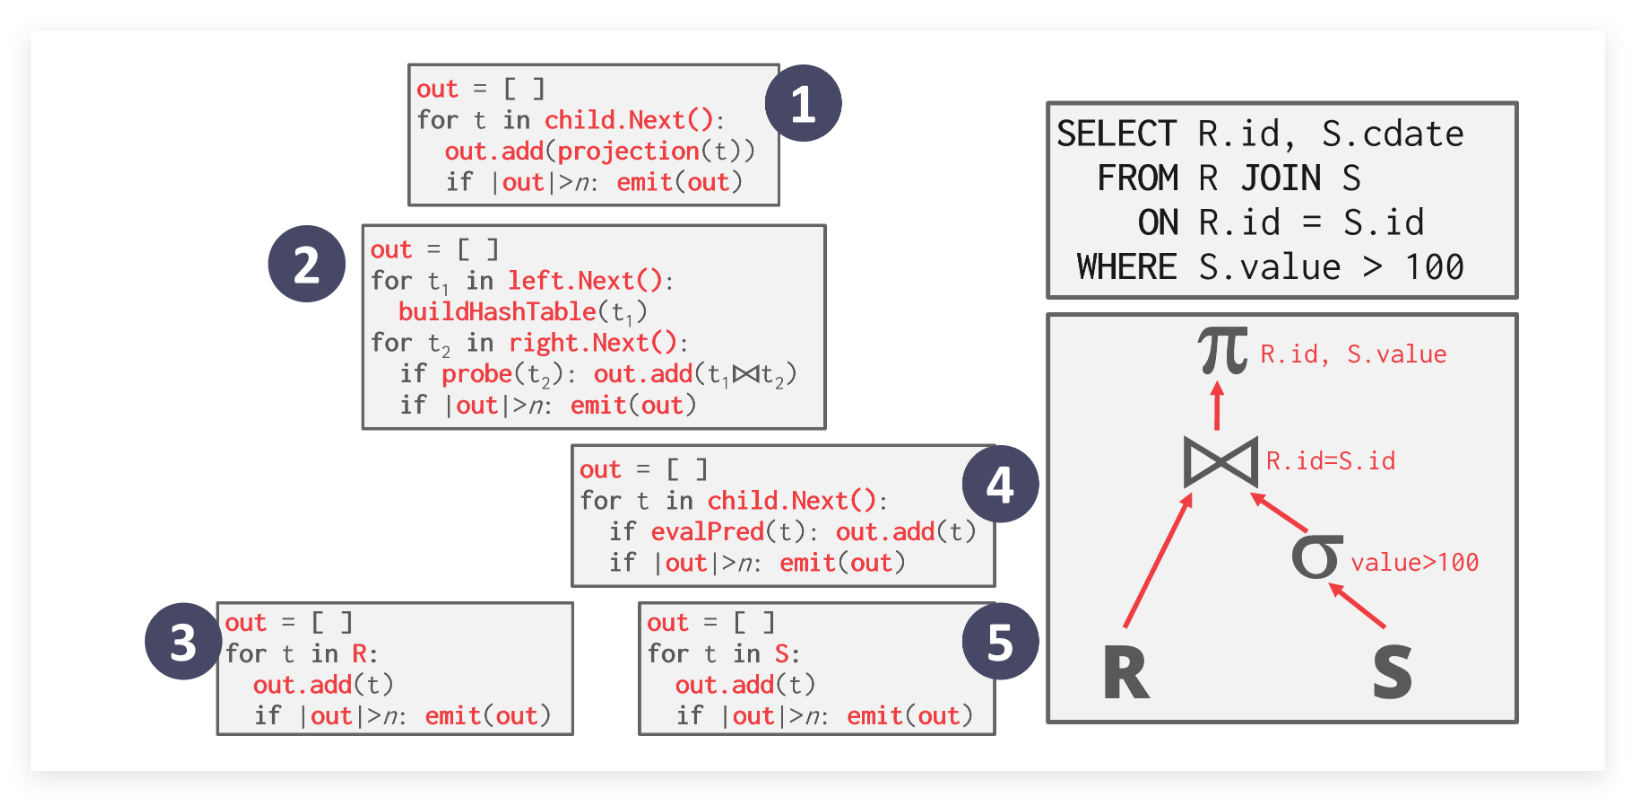 out = [ ]
for t in child.Next():
out.add(projection(t))
if |out|>n: emit(out)
1
2
out = [ ]
for t₁ in left.Next():
buildHashTable(t₁)
for t₂ in right.Next():
if probe(t₂): out.add(t₁⋈t₂)
if |out|>n: emit(out)
out = [ ]
for t in child.Next():
if evalPred(t): out.add(t)
if |out|>n: emit(out)
4
3
out = [ ]
for t in R:
out.add(t)
if |out|>n: emit(out)
out = [ ]
for t in S:
out.add(t)
if |out|>n: emit(out)
5
SELECT R.id, S.cdate
FROM R JOIN S
ON R.id = S.id
WHERE S.value > 100
π R.id, S.value
⋈ R.id=S.id
σ value>100
R S